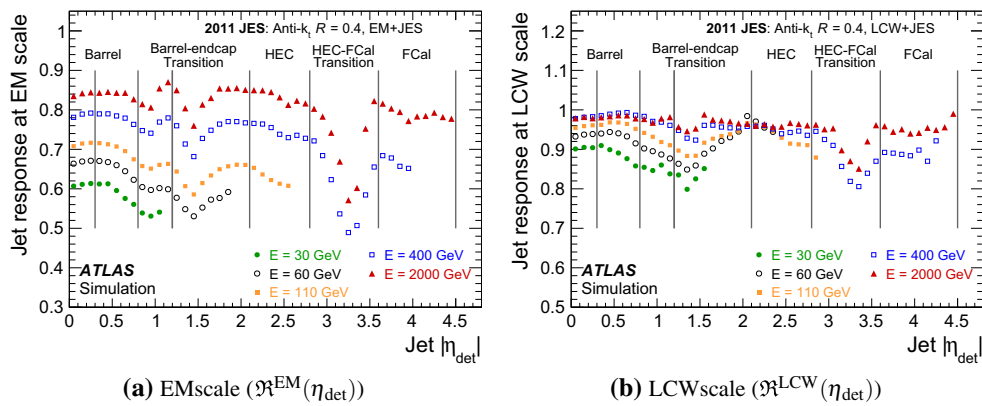 2011 JES: Anti-kt R = 0.4, EM+JES
Barrel
Barrel-endcap
Transition
HEC
HEC-FCal
Transition
FCal
Jet response at EM scale
1
0.9
0.8
0.7
0.6
0.5
0.4
0.3
E = 30 GeV
E = 400 GeV
E = 60 GeV
E = 2000 GeV
E = 110 GeV
ATLAS
Simulation
0 0.5 1 1.5 2 2.5 3 3.5 4 4.5
Jet |ηdet|
(a) EMscale (ℜEM(ηdet))
2011 JES: Anti-kt R = 0.4, LCW+JES
Barrel
Barrel-endcap
Transition
HEC
HEC-FCal
Transition
FCal
Jet response at LCW scale
1.2
1.1
1
0.9
0.8
0.7
0.6
0.5
E = 30 GeV
E = 400 GeV
E = 60 GeV
E = 2000 GeV
E = 110 GeV
ATLAS
Simulation
0 0.5 1 1.5 2 2.5 3 3.5 4 4.5
Jet |ηdet|
(b) LCWscale (ℜLCW(ηdet))